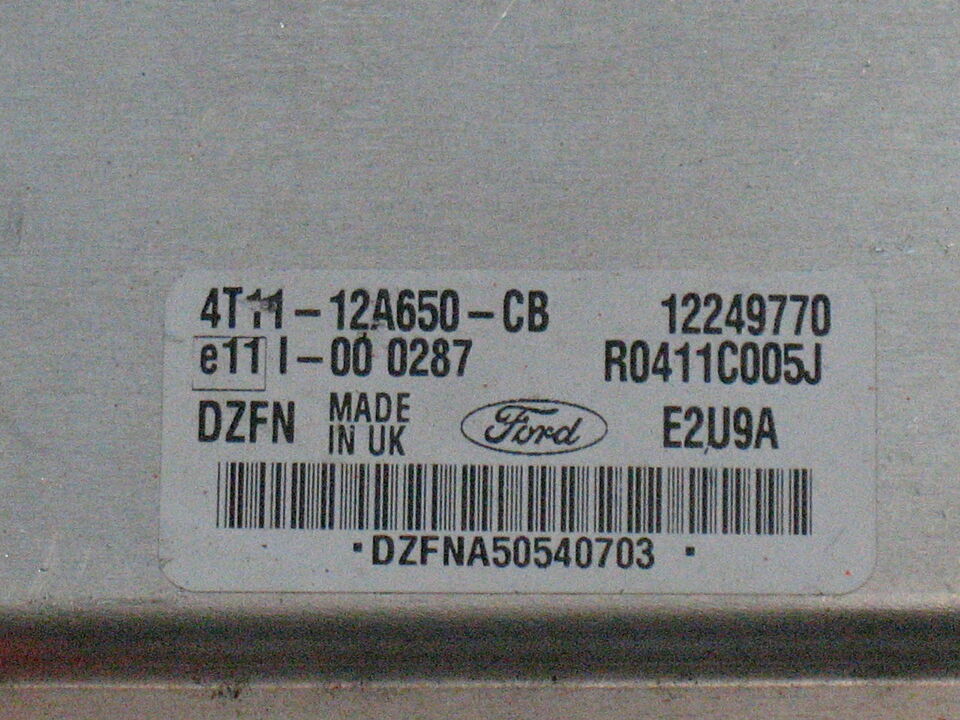 4T11-12A650-CB 12249770
e11 I-00 0287 R0411C005J
DZFN MADE IN UK Ford E2U9A
·DZFNA50540703 ·